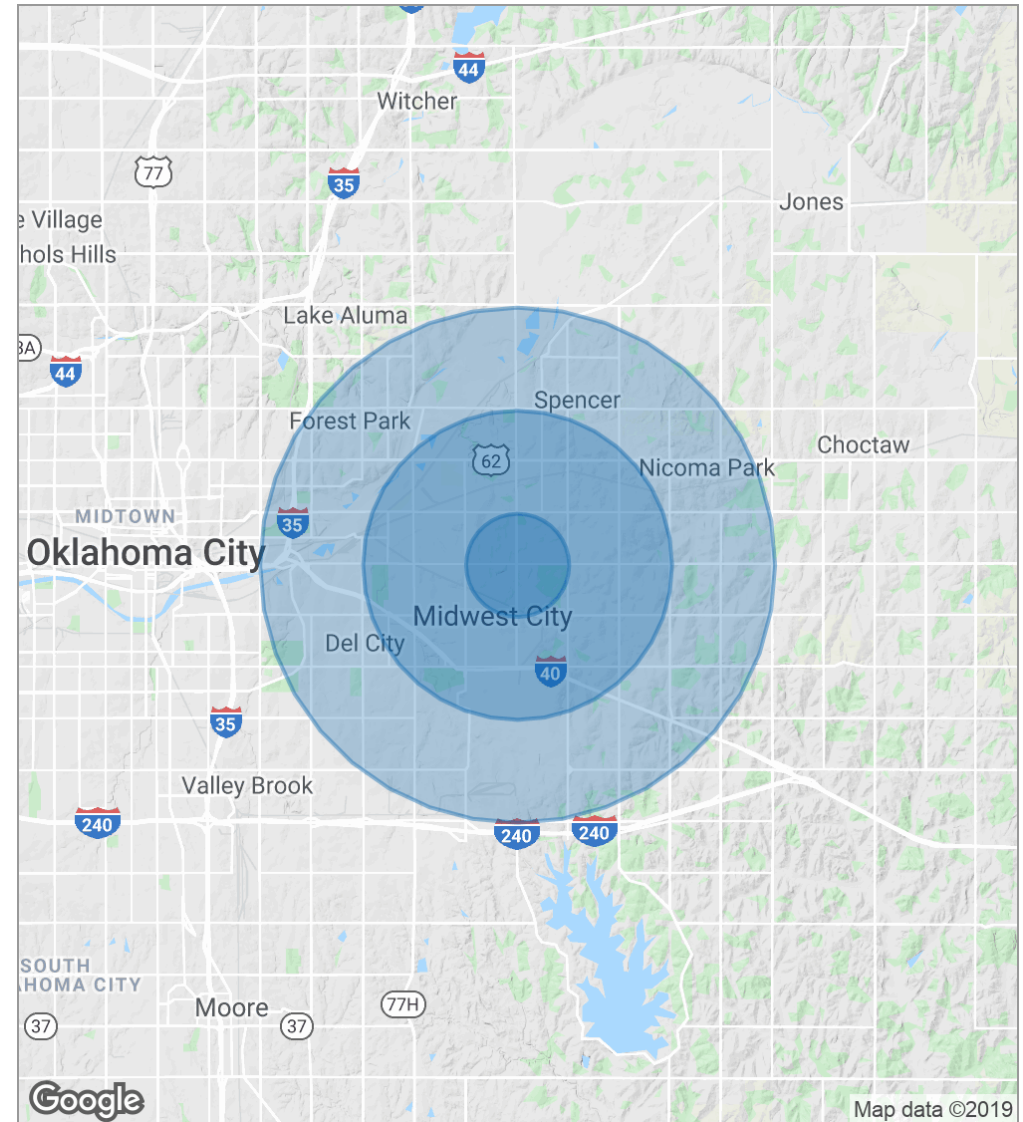 44
Witcher
77
35
Jones
e Village
hols Hills
Lake Aluma
3A
44
Spencer
Forest Park
Choctaw
62
Nicoma Park
MIDTOWN
35
Oklahoma City
Midwest City
Del City
40
35
Valley Brook
240
240
240
SOUTH
AHOMA CITY
Moore
77H
37
37
Google
Map data ©2019